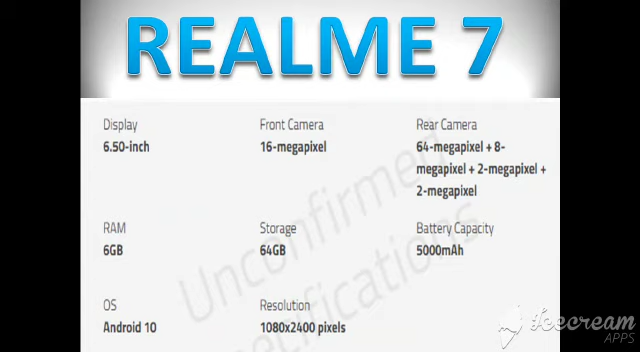 REALME 7
Display
6.50-inch
Front Camera
16-megapixel
Rear Camera
64-megapixel + 8-
megapixel + 2-megapixel +
2-megapixel
RAM
6GB
Storage
64GB
Battery Capacity
5000mAh
OS
Android 10
Resolution
1080x2400 pixels
Unconfirmed
specifications
Icecream
APPS